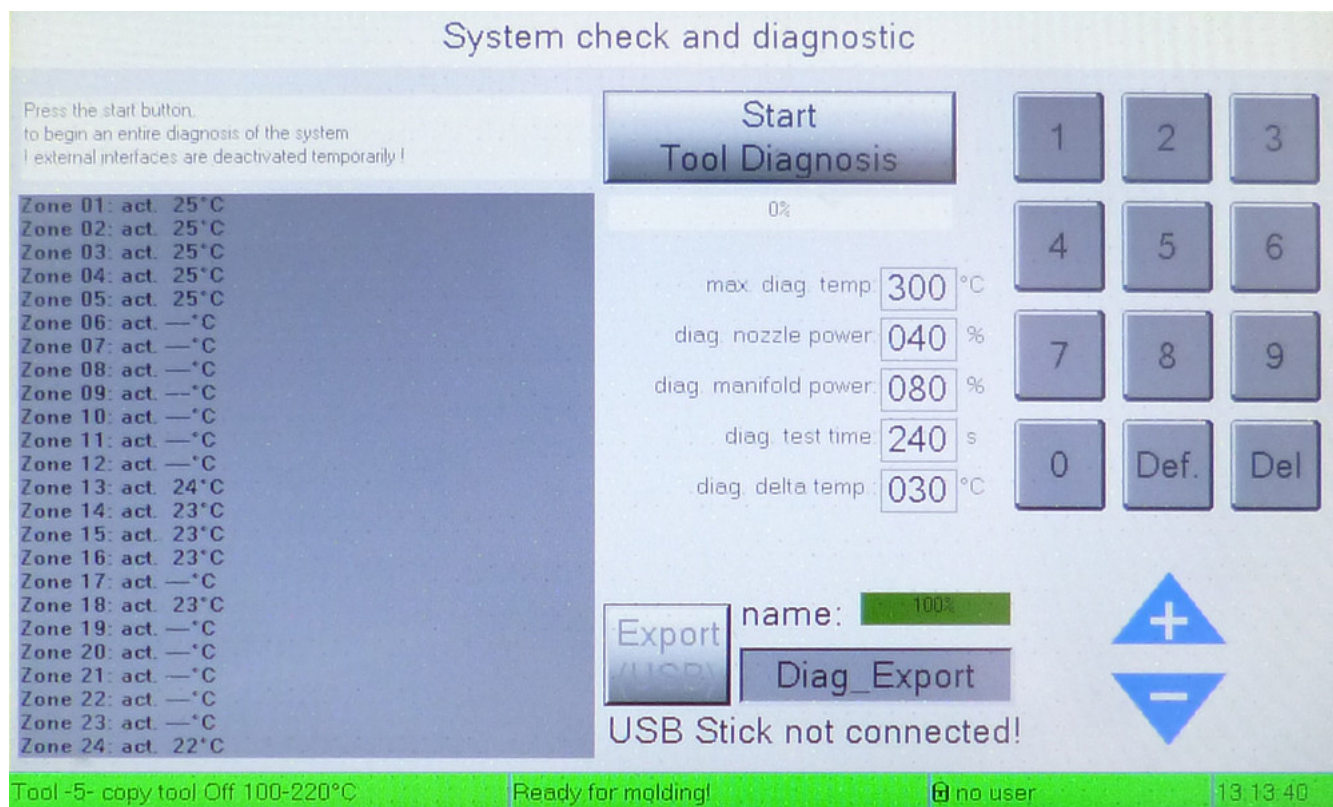 System check and diagnostic
Press the start button.
to begin an entire diagnosis of the system
! external interfaces are deactivated temporarily !
Start
Tool Diagnosis
0%
Zone 01: act. 25°C
Zone 02: act. 25°C
Zone 03: act. 25°C
Zone 04: act. 25°C
Zone 05: act. 25°C
Zone 06: act. —°C
Zone 07: act. —°C
Zone 08: act. —°C
Zone 09: act. —°C
Zone 10: act. —°C
Zone 11: act. —°C
Zone 12: act. —°C
Zone 13: act. 24°C
Zone 14: act. 23°C
Zone 15: act. 23°C
Zone 16: act. 23°C
Zone 17: act. —°C
Zone 18: act. 23°C
Zone 19: act. —°C
Zone 20: act. —°C
Zone 21: act. —°C
Zone 22: act. —°C
Zone 23: act. —°C
Zone 24: act. 22°C
max. diag. temp: 300 °C
diag. nozzle power: 040 %
diag. manifold power: 080 %
diag. test time: 240 s
diag. delta temp.: 030 °C
1 2 3
4 5 6
7 8 9
0 Def. Del
+
−
Export
(USB)
name: 100%
Diag_Export
USB Stick not connected!
Tool -5- copy tool Off 100-220°C Ready for molding! no user 13:13:40